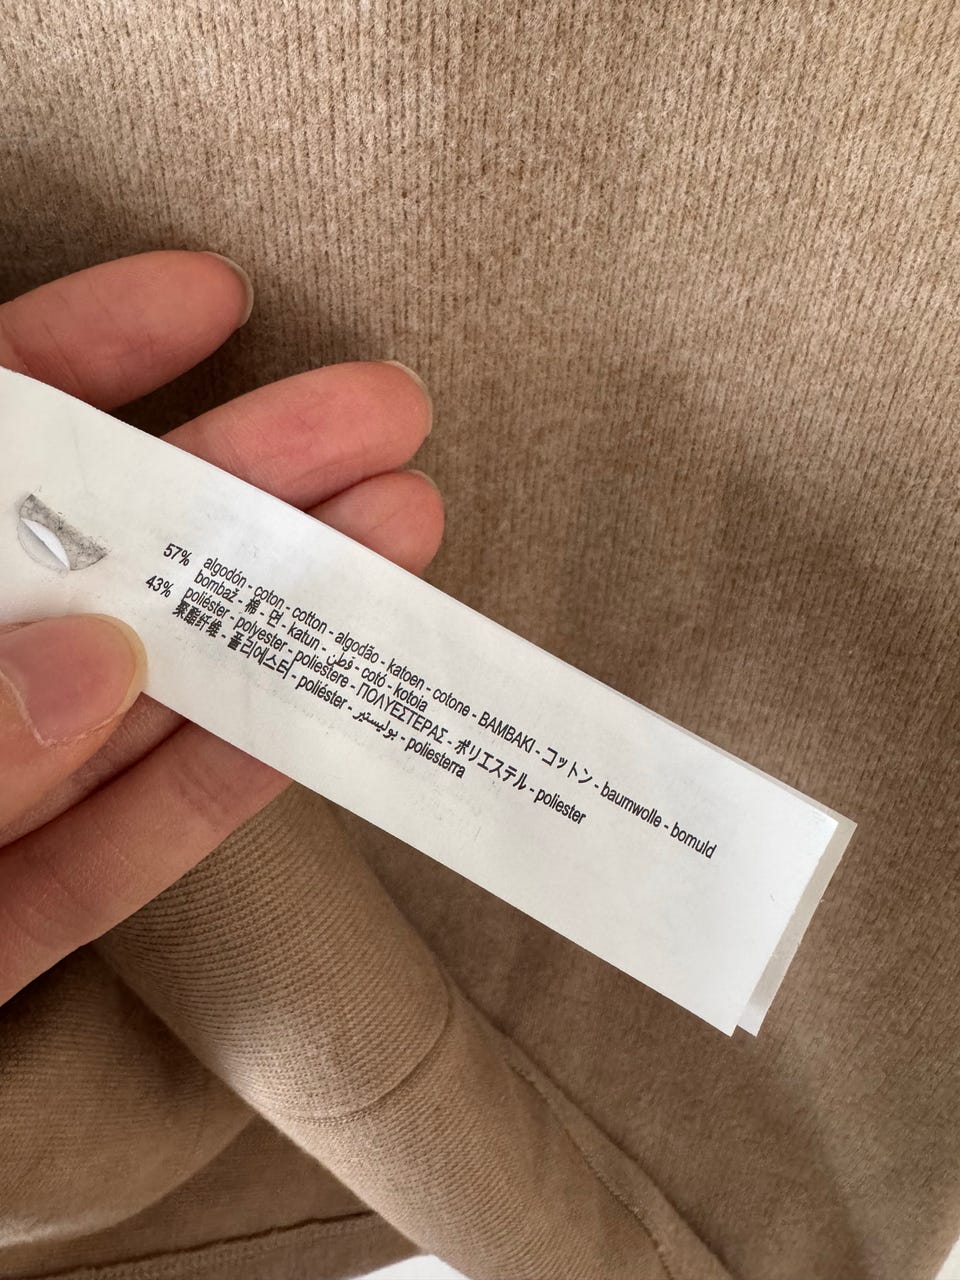 57% algodón - coton - cotton - algodão - katoen - cotone - BAMBAKI - コットン - baumwolle - bomuld
bombaž - 棉 - 면 - katun - قطن - cotó - kotoia
43% poliéster - polyester - poliestere - ΠΟΛΥΕΣΤΕΡΑΣ - ポリエステル - poliester
聚酯纤维 - 폴리에스터 - poliéster - بوليستير - poliesterra